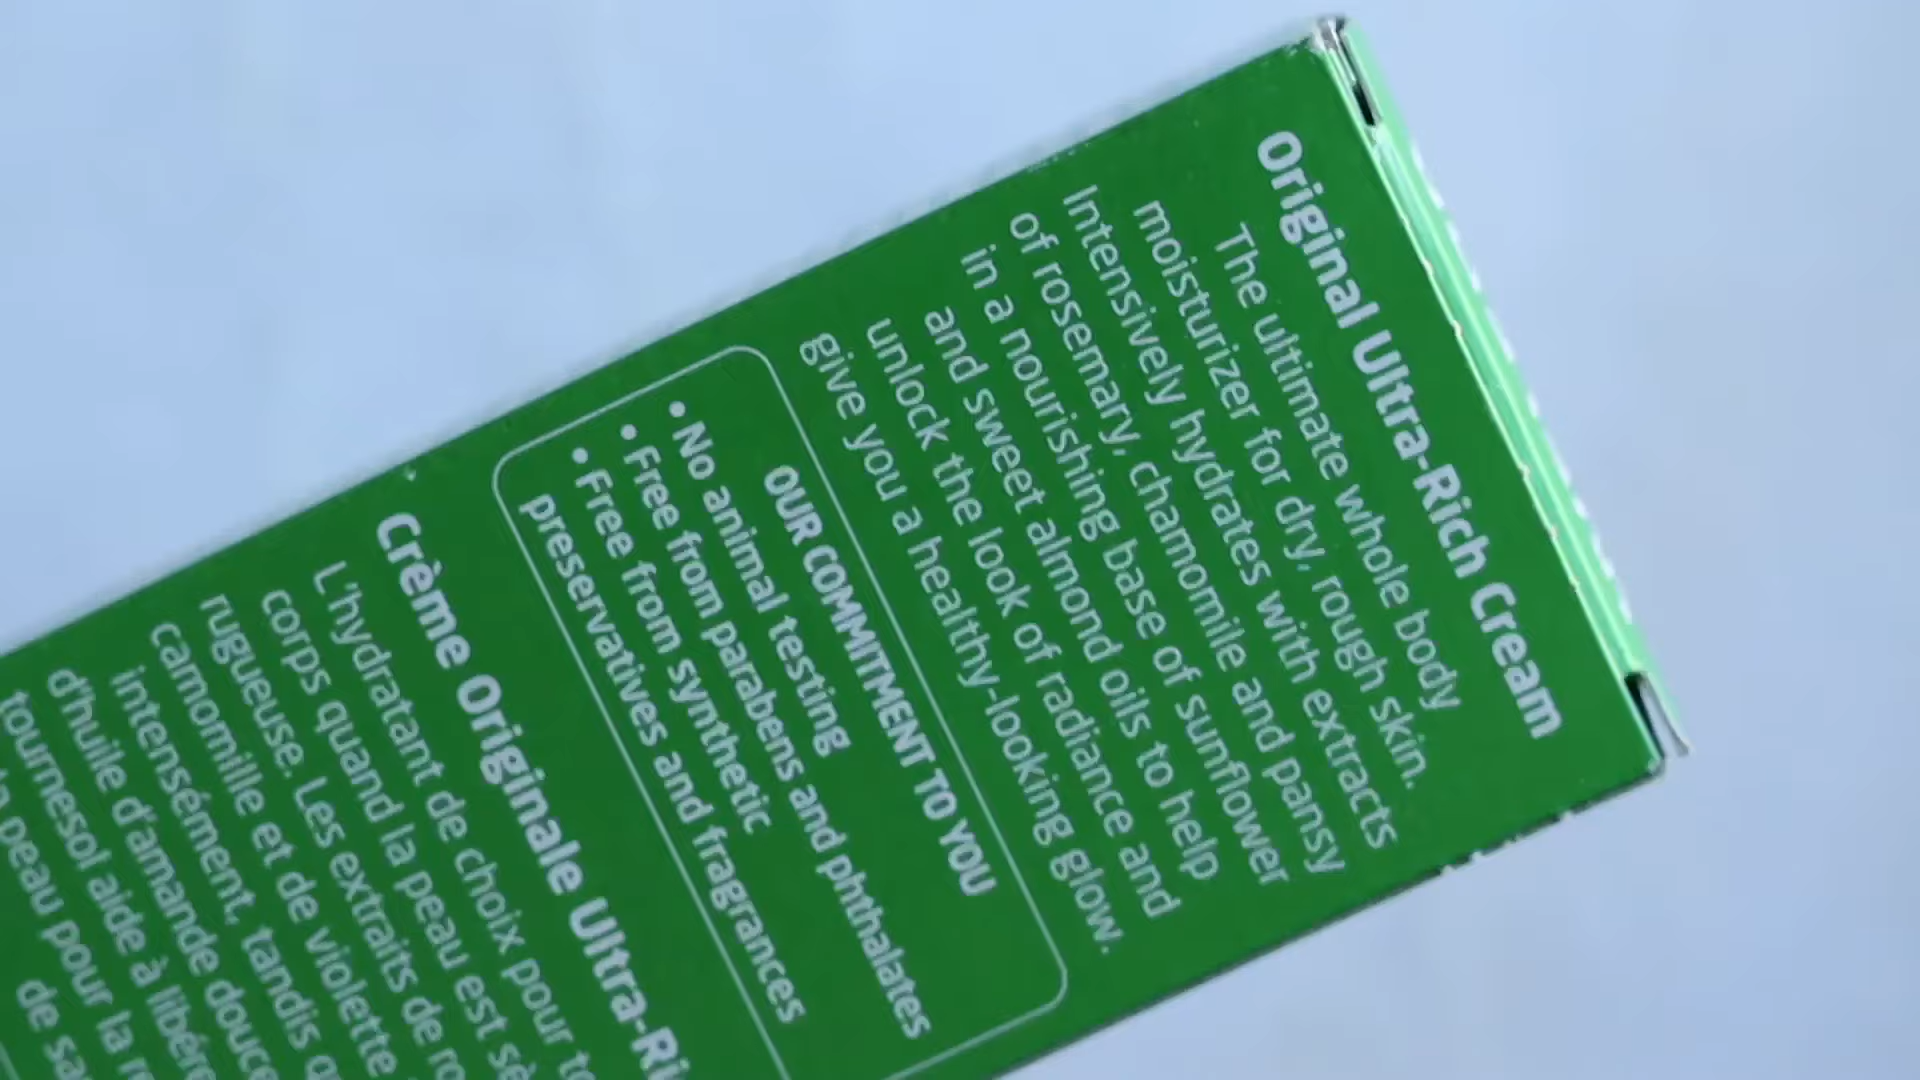 Original Ultra-Rich Cream
The ultimate whole body
moisturizer for dry, rough skin.
Intensively hydrates with extracts
of rosemary, chamomile and pansy
in a nourishing base of sunflower
and sweet almond oils to help
unlock the look of radiance and
give you a healthy-looking glow.
OUR COMMITMENT TO YOU
• No animal testing
• Free from parabens and phthalates
• Free from synthetic
preservatives and fragrances
Crème Originale Ultra-Ri
L'hydratant de choix pour to
corps quand la peau est sè
rugueuse. Les extraits de ro
camomille et de violette
intensément, tandis q
d'huile d'amande douce
tournesol aide à libére
la peau pour la r
de sa